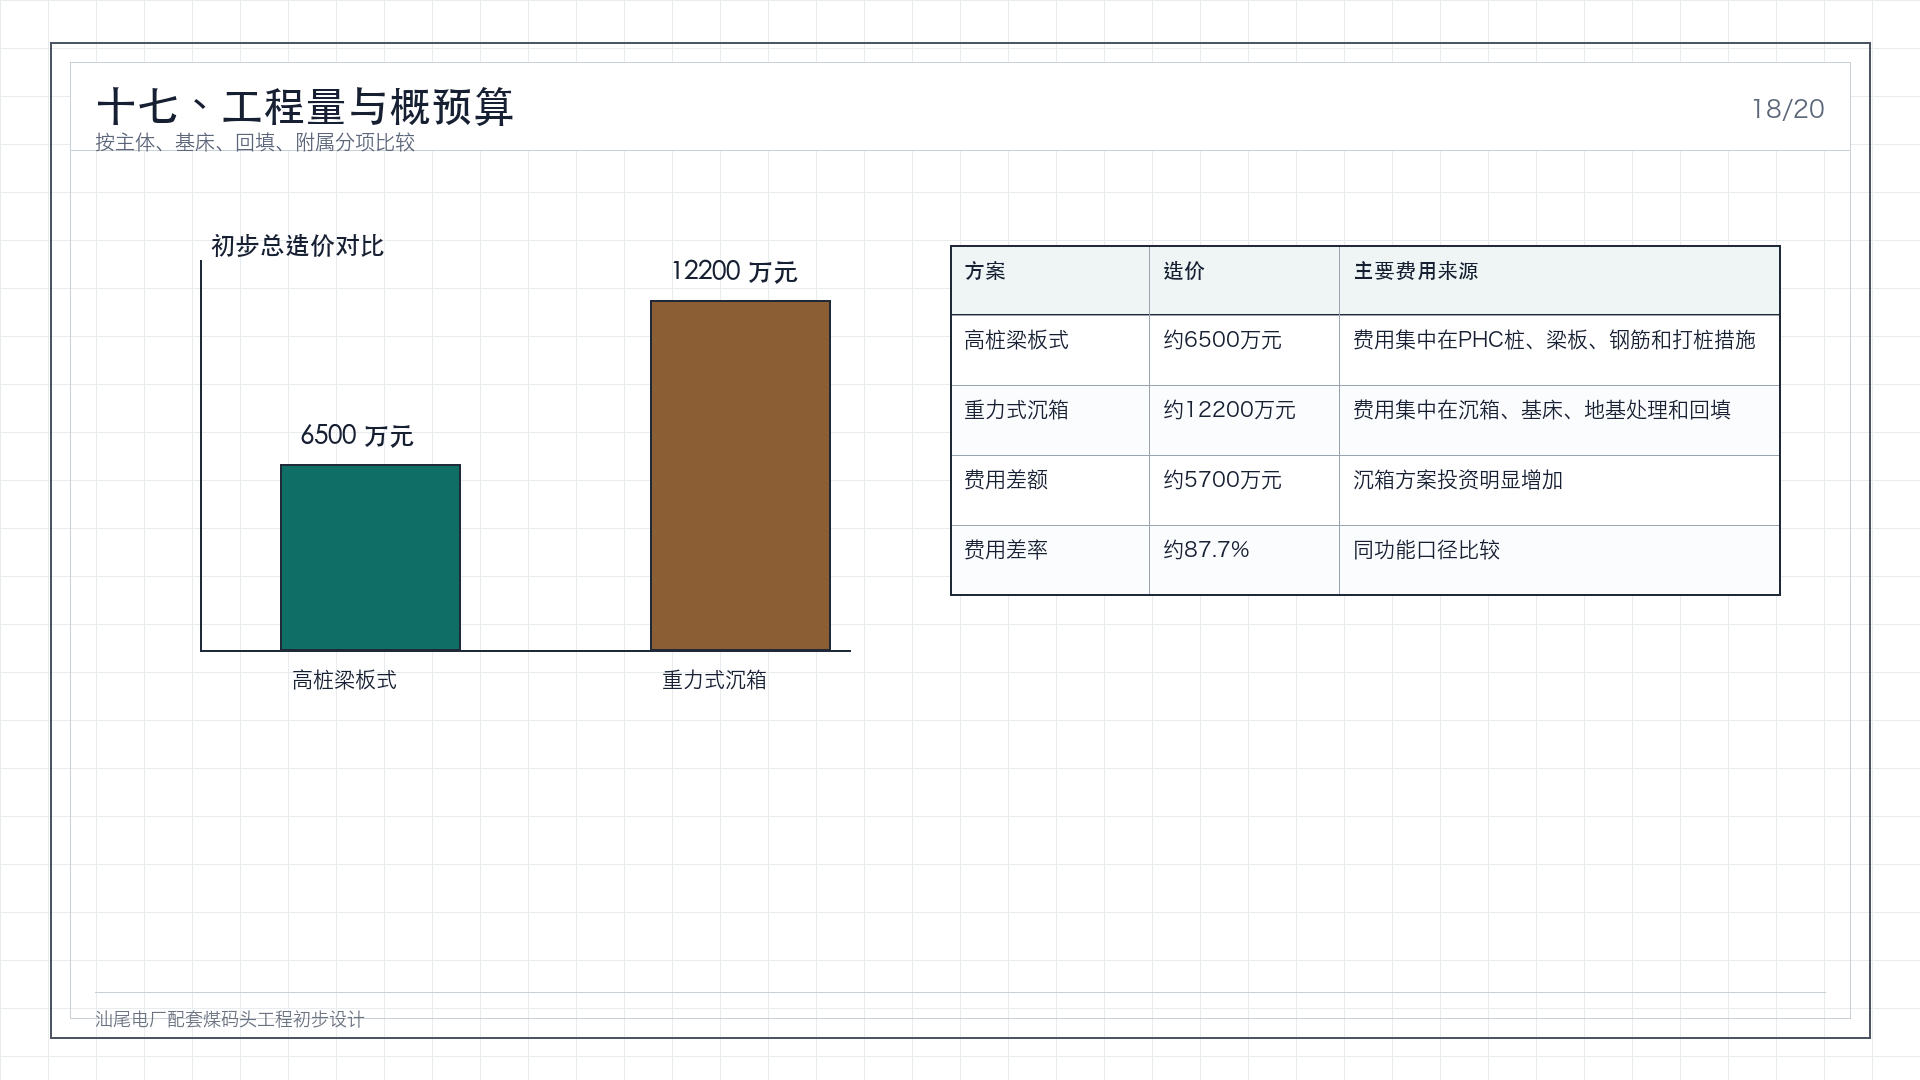 十七、工程量与概预算
18/20
按主体、基床、回填、附属分项比较
初步总造价对比
12200 万元
6500 万元
高桩梁板式
重力式沉箱
方案 造价 主要费用来源
高桩梁板式 约6500万元 费用集中在PHC桩、梁板、钢筋和打桩措施
重力式沉箱 约12200万元 费用集中在沉箱、基床、地基处理和回填
费用差额 约5700万元 沉箱方案投资明显增加
费用差率 约87.7% 同功能口径比较
汕尾电厂配套煤码头工程初步设计